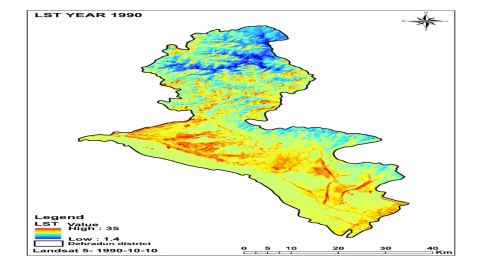 LST YEAR 1990
Legend
LST Value
High : 35
Low : 1.4
Dehradun district
Landsat 5- 1990-10-10
0 5 10 20 30 40
Km